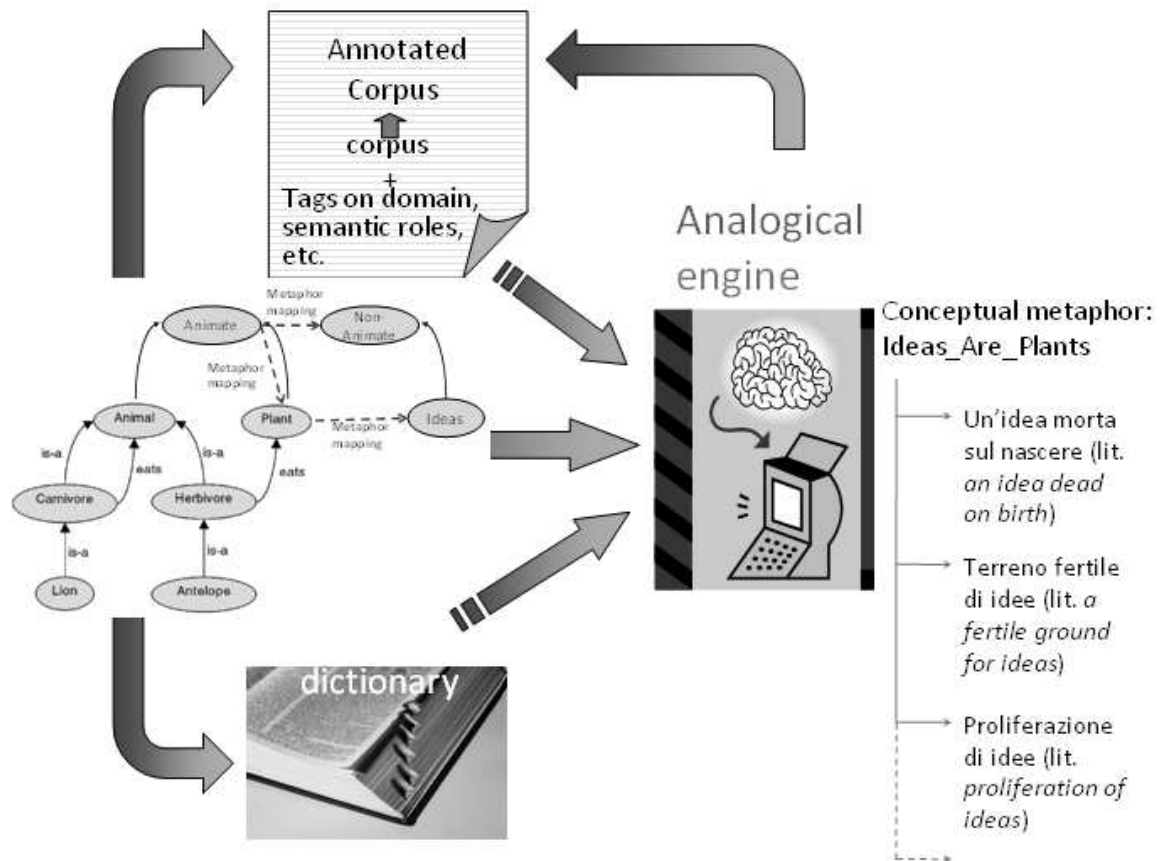 Annotated
Corpus
corpus
+
Tags on domain,
semantic roles,
etc.
Analogical
engine
Metaphor
mapping
Animate
Non-
Animate
Metaphor
mapping
Animal
Plant
Ideas
Metaphor
mapping
is-a
eats
is-a
eats
Carnivore
Herbivore
is-a
is-a
Lion
Antelope
dictionary
Conceptual metaphor:
Ideas_Are_Plants
Un'idea morta
sul nascere (lit.
an idea dead
on birth)
Terreno fertile
di idee (lit. a
fertile ground
for ideas)
Proliferazione
di idee (lit.
proliferation of
ideas)